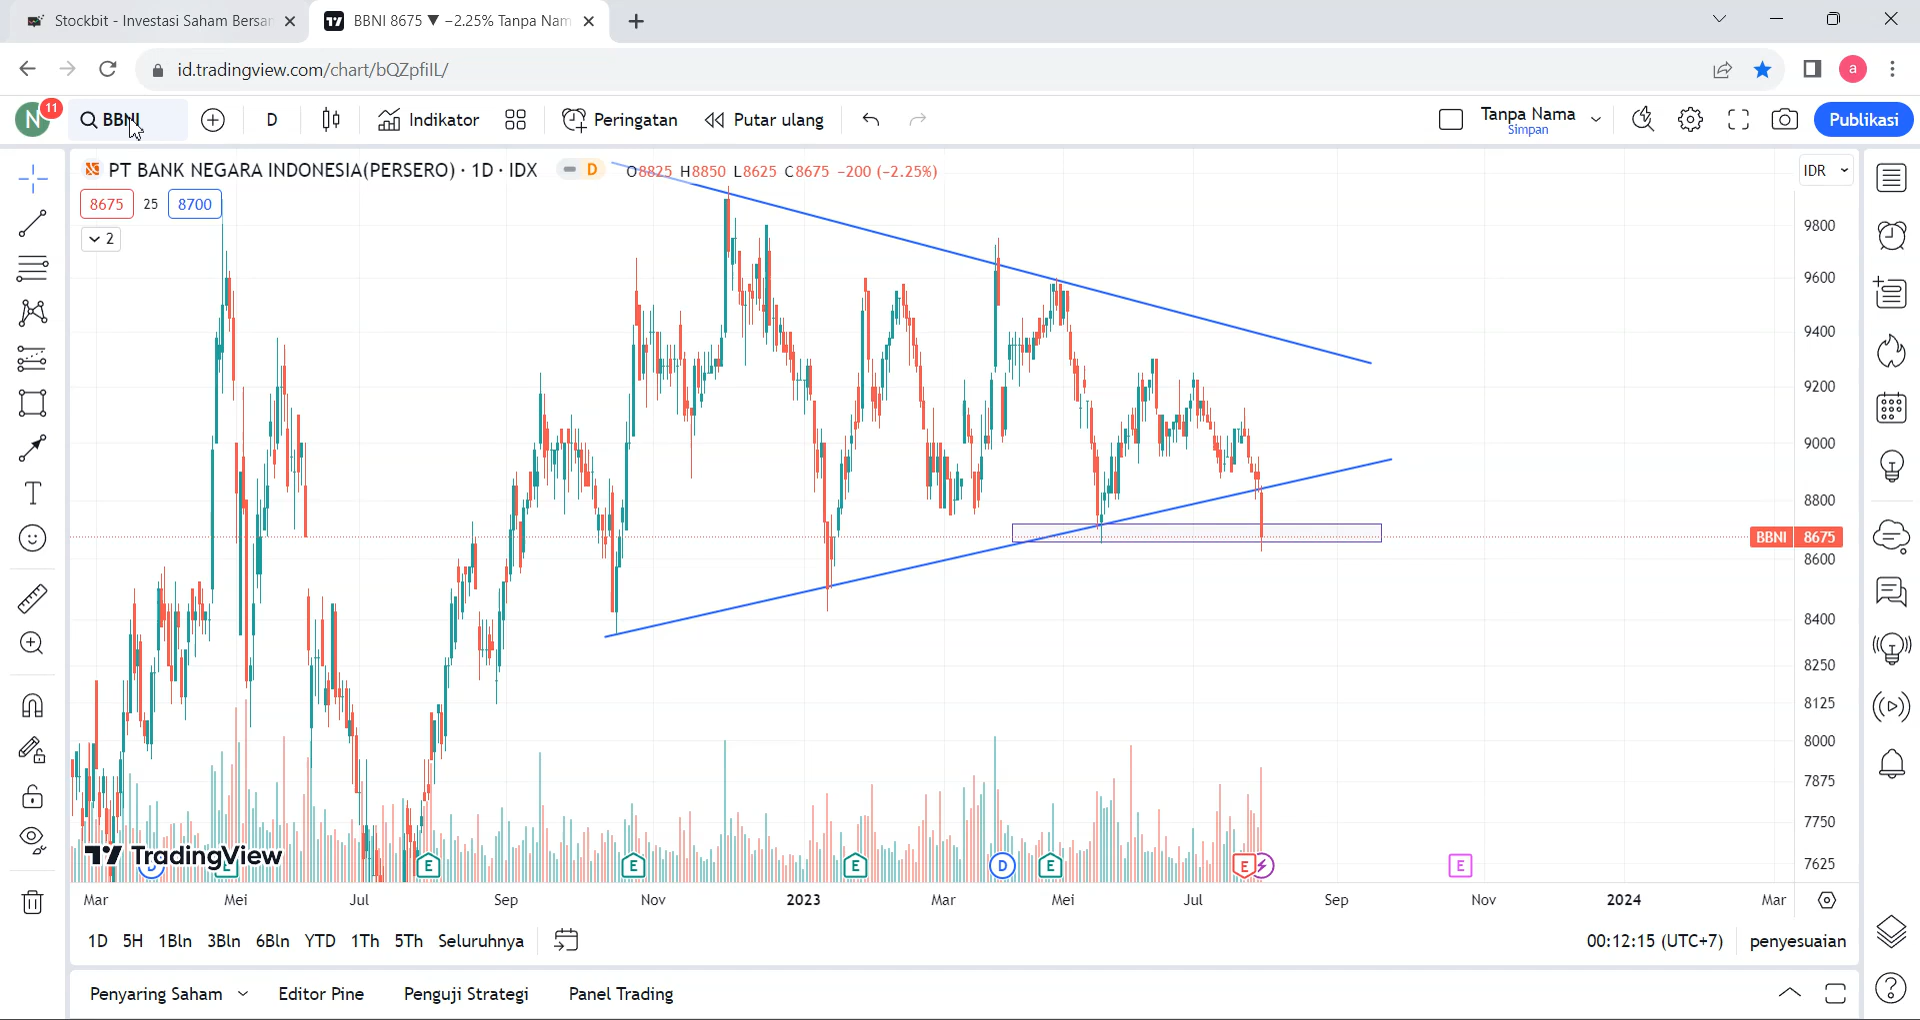 Stockbit - Investasi Saham Bersar
BBNI 8675 ▼ −2.25% Tanpa Nam
id.tradingview.com/chart/bQZpfilL/
a
N
11
BBNI
D
Indikator
Peringatan
Putar ulang
Tanpa Nama
Simpan
Publikasi
PT BANK NEGARA INDONESIA(PERSERO) · 1D · IDX
D
O8825 H8850 L8625 C8675 −200 (−2.25%)
IDR
8675 25 8700
2
9800
9600
9400
9200
9000
8800
BBNI 8675
8600
8400
8250
8125
8000
7875
7750
7625
TradingView
D E E E E D E E E
Mar Mei Jul Sep Nov 2023 Mar Mei Jul Sep Nov 2024 Mar
1D 5H 1Bln 3Bln 6Bln YTD 1Th 5Th Seluruhnya
00:12:15 (UTC+7) penyesuaian
Penyaring Saham Editor Pine Penguji Strategi Panel Trading